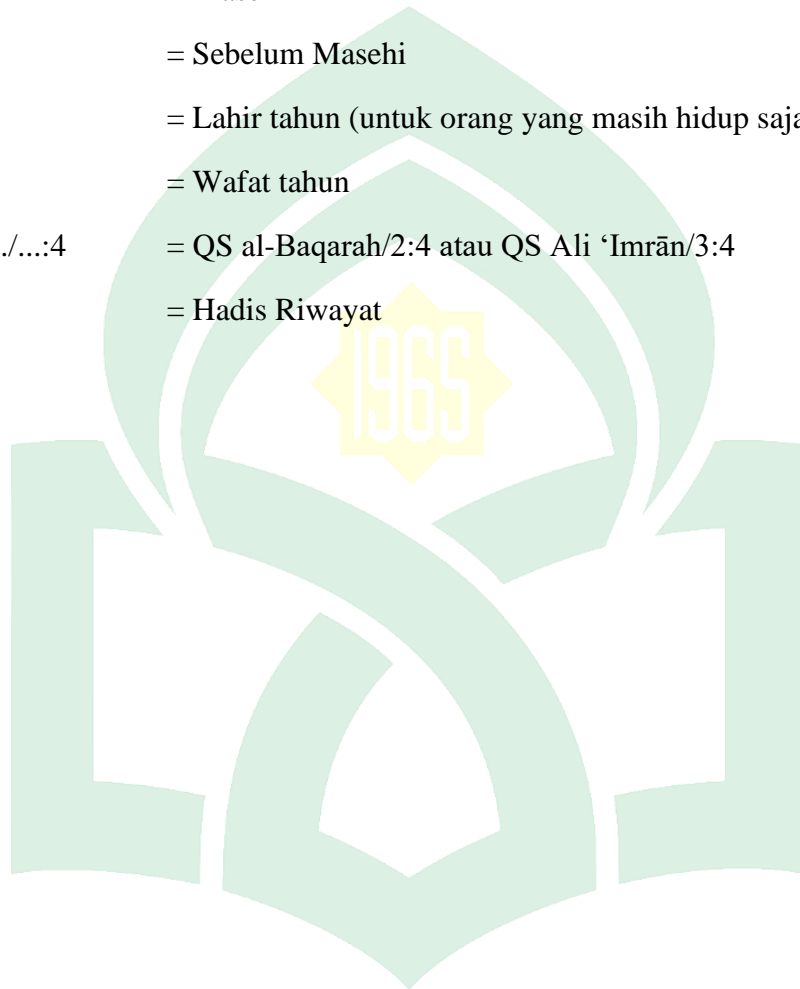 = Sebelum Masehi
= Lahir tahun (untuk orang yang masih hidup saja
= Wafat tahun
./...:4 = QS al-Baqarah/2:4 atau QS Ali ‘Imrān/3:4
= Hadis Riwayat
1965